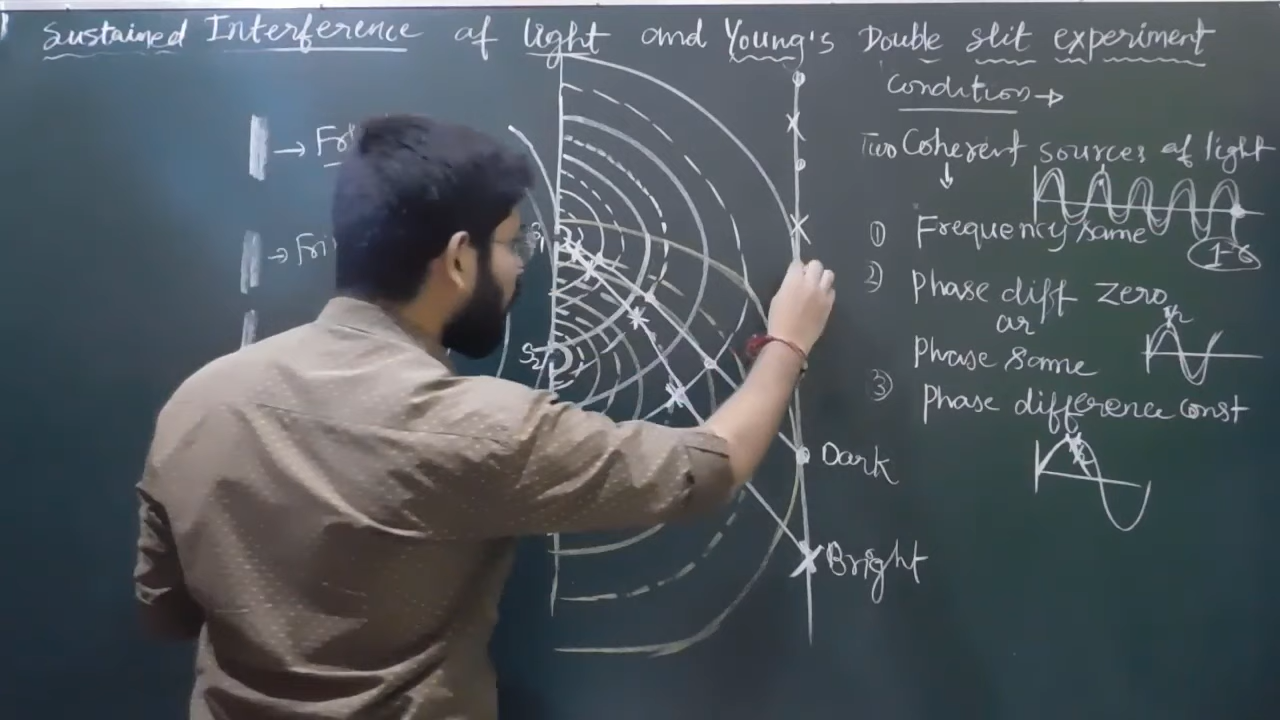 Sustained Interference of light and Young's Double slit experiment
Condition →
Two Coherent sources of light
① Frequency same
② Phase diff zero
or
Phase same
③ Phase difference const
S2
Dark
Bright